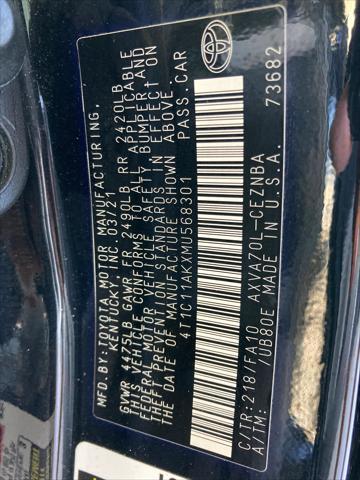 MFD.BY:TOYOTA MOTOR MANUFACTURING,
KENTUCKY, INC. 03/21
GVWR 4475LB GAWR FR 2490LB RR 2420LB
THIS VEHICLE CONFORMS TO ALL APPLICABLE
FEDERAL MOTOR VEHICLE SAFETY, BUMPER, AND
THEFT PREVENTION STANDARDS IN EFFECT ON
THE DATE OF MANUFACTURE SHOWN ABOVE.
4T1C11AKXMU568301 PASS.CAR
C/TR:218/FA10 AXVA70L-CEZNBA
A/TM: /UB80E U.S.A. 73682